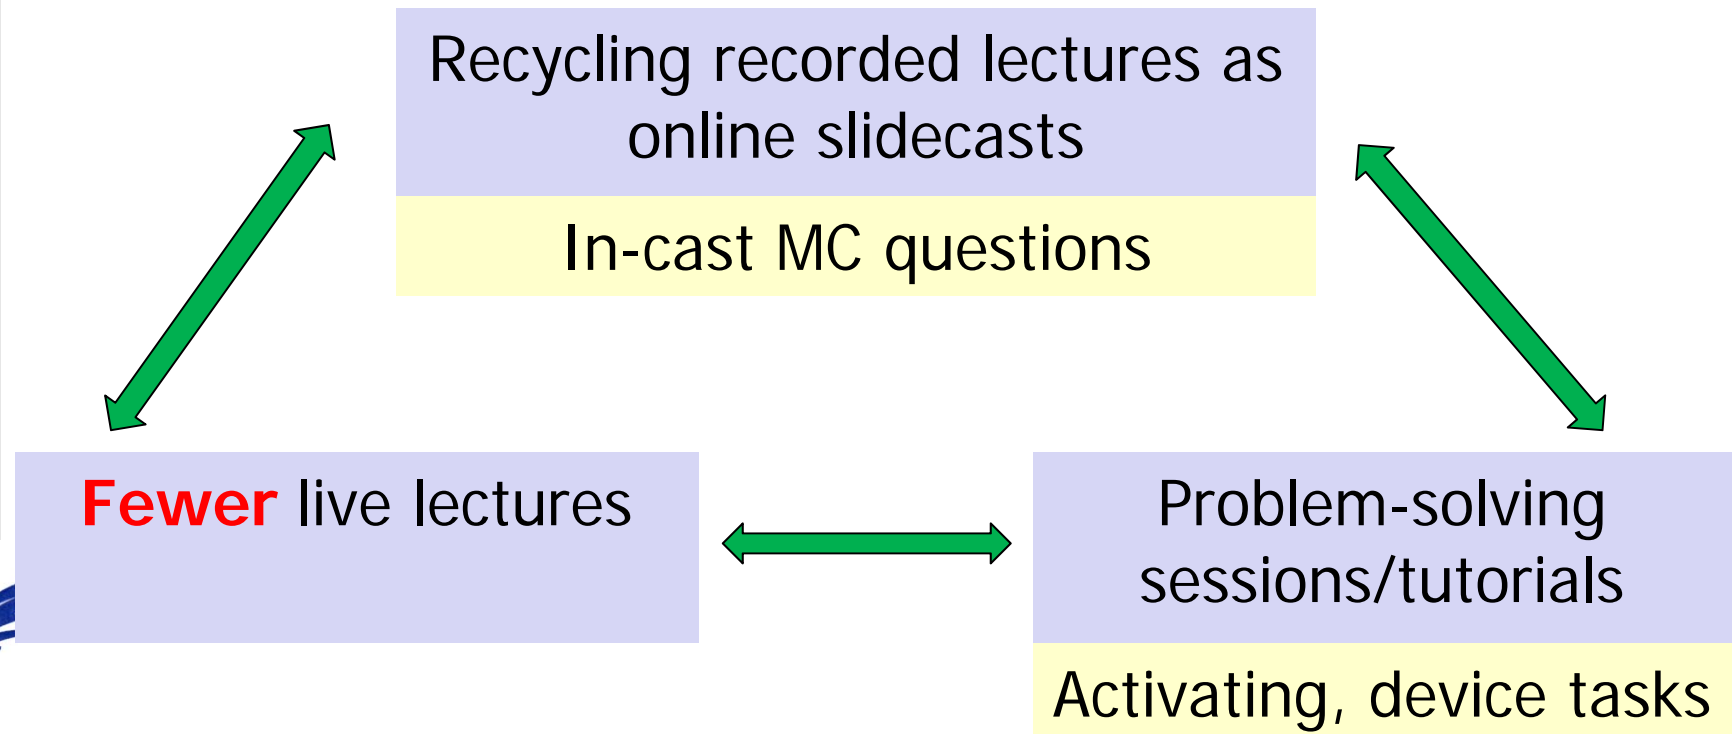 Recycling recorded lectures as
online slidecasts
In-cast MC questions
Fewer live lectures
Problem-solving
sessions/tutorials
Activating, device tasks